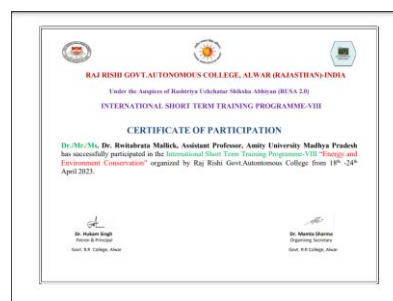 RAJ RISHI GOVT.AUTONOMOUS COLLEGE, ALWAR (RAJASTHAN)-INDIA
Under the Auspices of Rashtriya Uchchatar Shiksha Abhiyan (RUSA 2.0)
INTERNATIONAL SHORT TERM TRAINING PROGRAMME-VIII
CERTIFICATE OF PARTICIPATION
Dr./Mr./Ms. Dr. Rwitabrata Mallick, Assistant Professor, Amity University Madhya Pradesh
has successfully participated in the International Short Term Training Programme-VIII "Energy and
Environment Conservation" organized by Raj Rishi Govt.Autontomous College from 18th -24th
April 2023.
Dr. Hukam Singh
Patron & Principal
Govt. R.R College, Alwar
Dr. Mamta Sharma
Organising Secretary
Govt. R.R College, Alwar